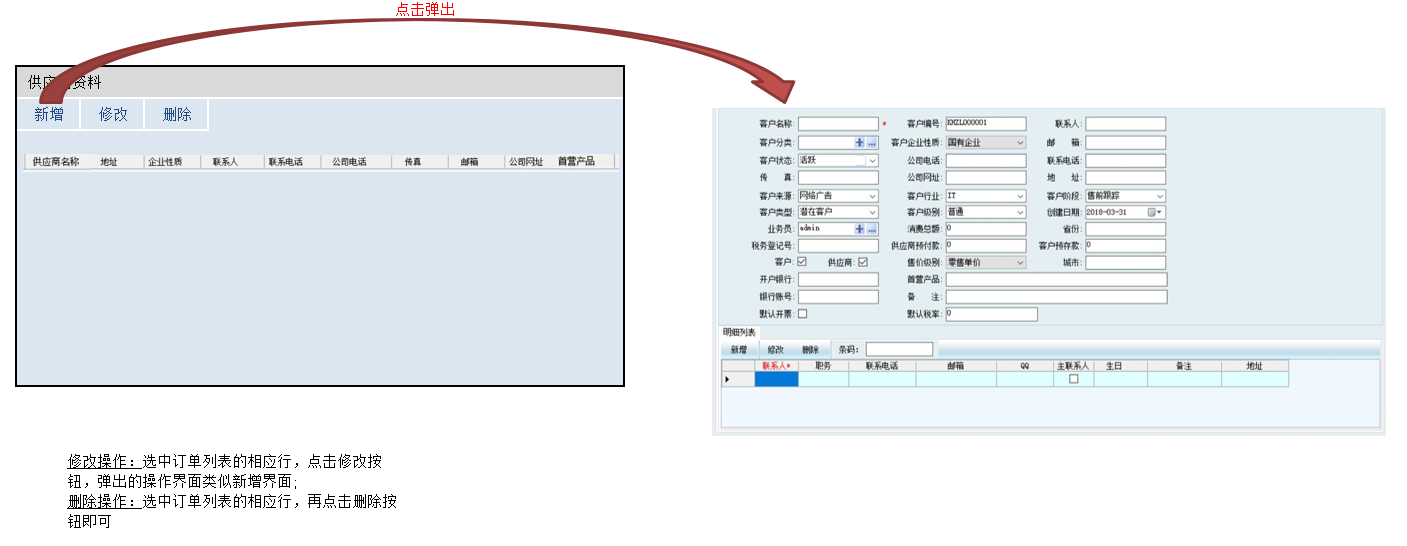 点击弹出
供应商资料
新增 修改 删除
供应商名称 地址 企业性质 联系人 联系电话 公司电话 传真 邮箱 公司网址 首营产品
客户名称: * 客户编号: KHZL000001 联系人:
客户分类: 客户企业性质: 国有企业 邮 箱:
客户状态: 活跃 公司电话: 联系电话:
传 真: 公司网址: 地 址:
客户来源: 网络广告 客户行业: IT 客户阶段: 售前跟踪
客户类型: 潜在客户 客户级别: 普通 创建日期: 2018-03-31
业务员: admin 消费总额: 0 省份:
税务登记号: 供应商预付款: 0 客户预存款: 0
客户: 供应商: 售价级别: 零售单价 城市:
开户银行: 首营产品:
银行账号: 备 注:
默认开票: 默认税率: 0
明细列表
新增 修改 删除 条码:
联系人* 职务 联系电话 邮箱 QQ 主联系人 生日 备注 地址
修改操作：选中订单列表的相应行，点击修改按
钮，弹出的操作界面类似新增界面;
删除操作：选中订单列表的相应行，再点击删除按
钮即可